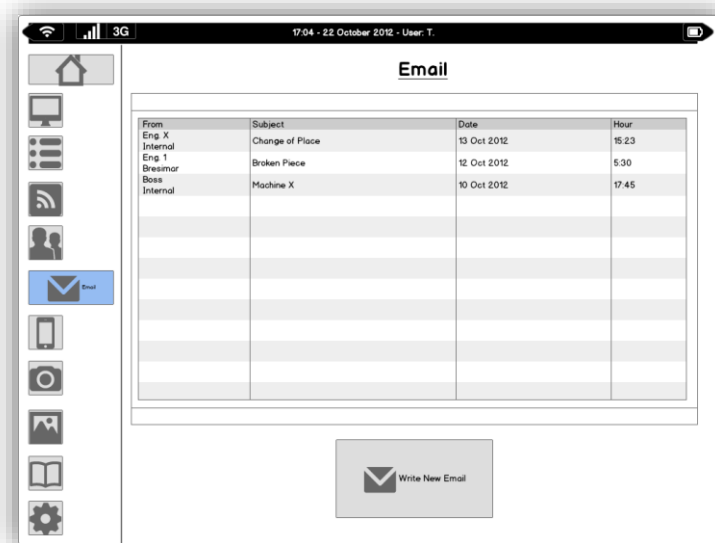 3G 17:04 - 22 October 2012 - User: T.
Email
From Subject Date Hour
Eng. X
Internal Change of Place 13 Oct 2012 15:23
Eng. 1
Bresimar Broken Piece 12 Oct 2012 5:30
Boss
Internal Machine X 10 Oct 2012 17:45
Email
Write New Email